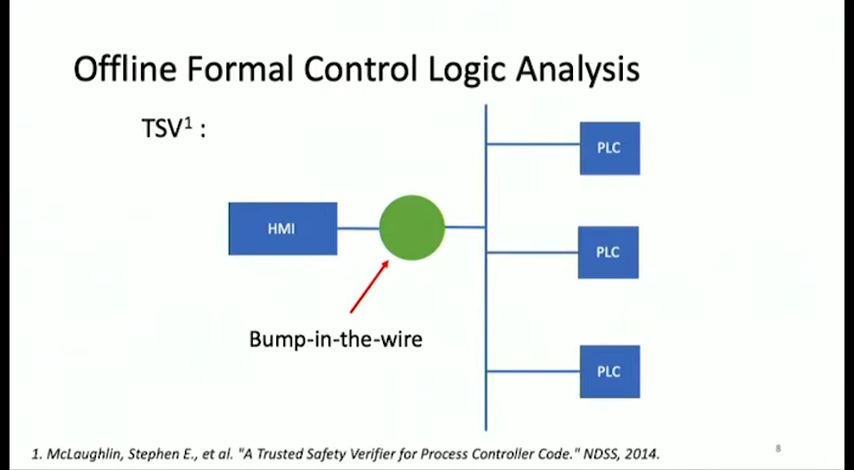 Offline Formal Control Logic Analysis
TSV¹ :
PLC
HMI
PLC
Bump-in-the-wire
PLC
1. McLaughlin, Stephen E., et al. "A Trusted Safety Verifier for Process Controller Code." NDSS, 2014.
8